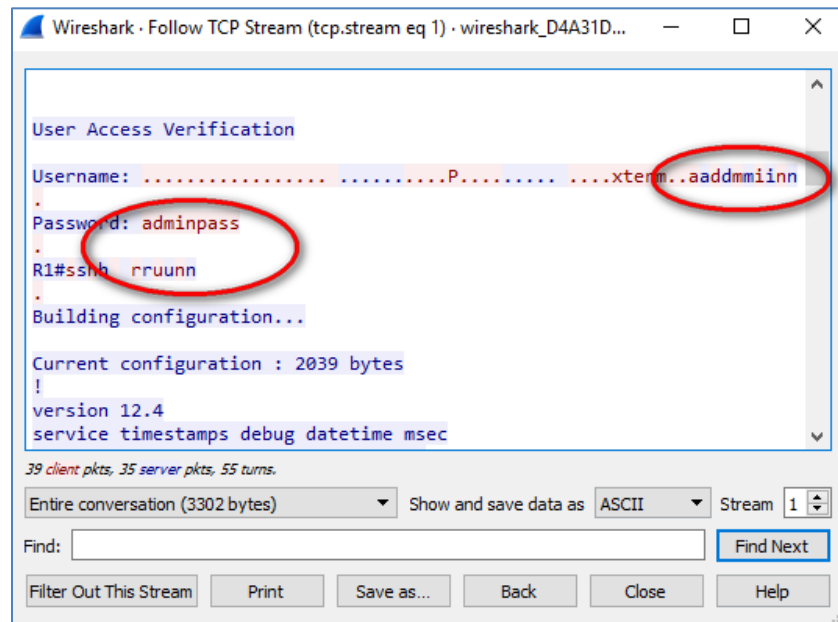 Wireshark · Follow TCP Stream (tcp.stream eq 1) · wireshark_D4A31D...
User Access Verification
Username: ................. ..........P......... ....xterm..aaddmmiinn
.
Password: adminpass
.
R1#sshh  rruunn
.
Building configuration...
Current configuration : 2039 bytes
!
version 12.4
service timestamps debug datetime msec
39 client pkts, 35 server pkts, 55 turns.
Entire conversation (3302 bytes) Show and save data as ASCII Stream 1
Find: Find Next
Filter Out This Stream Print Save as... Back Close Help